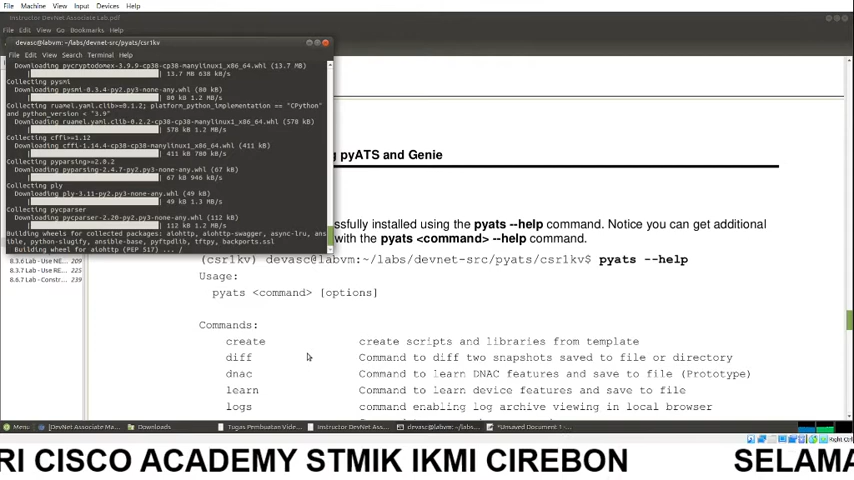 File Machine View Input Devices Help
Instructor DevNet Associate Lab.pdf
File Edit View Go Bookmarks Help
devasc@labvm: ~/labs/devnet-src/pyats/csr1kv
File Edit View Search Terminal Help
Downloading pycryptodomex-3.9.9-cp38-cp38-manylinux1_x86_64.whl (13.7 MB)
| 13.7 MB 638 kB/s
Collecting pysmi
Downloading pysmi-0.3.4-py2.py3-none-any.whl (80 kB)
| 80 kB 1.2 MB/s
Collecting ruamel.yaml.clib>=0.1.2; platform_python_implementation == "CPython"
and python_version < "3.9"
Downloading ruamel.yaml.clib-0.2.2-cp38-cp38-manylinux1_x86_64.whl (578 kB)
| 578 kB 1.2 MB/s
Collecting cffi>=1.12
Downloading cffi-1.14.4-cp38-cp38-manylinux1_x86_64.whl (411 kB)
| 411 kB 780 kB/s
Collecting pyparsing>=2.0.2
Downloading pyparsing-2.4.7-py2.py3-none-any.whl (67 kB)
| 67 kB 946 kB/s
Collecting ply
Downloading ply-3.11-py2.py3-none-any.whl (49 kB)
| 49 kB 1.3 MB/s
Collecting pycparser
Downloading pycparser-2.20-py2.py3-none-any.whl (112 kB)
| 112 kB 1.2 MB/s
Building wheels for collected packages: aiohttp, aiohttp-swagger, async-lru, ans
ible, python-slugify, ansible-base, pyftpdlib, tftpy, backports.ssl
Building wheel for aiohttp (PEP 517) ... /
g pyATS and Genie
ssfully installed using the pyats --help command. Notice you can get additional
with the pyats <command> --help command.
(csr1kv) devasc@labvm:~/labs/devnet-src/pyats/csr1kv$ pyats --help
8.3.6 Lab - Use NE... 209
8.3.7 Lab - Use RE... 225
8.6.7 Lab - Constr... 239
Usage:
pyats <command> [options]
Commands:
create create scripts and libraries from template
diff Command to diff two snapshots saved to file or directory
dnac Command to learn DNAC features and save to file (Prototype)
learn Command to learn device features and save to file
logs command enabling log archive viewing in local browser
Menu [DevNet Associate Ma... Downloads Tugas Pembuatan Vide... Instructor DevNet Ass... devasc@labvm: ~/labs... *Unsaved Document 1 -...
Right Ctrl
RI CISCO ACADEMY STMIK IKMI CIREBON SELAMA